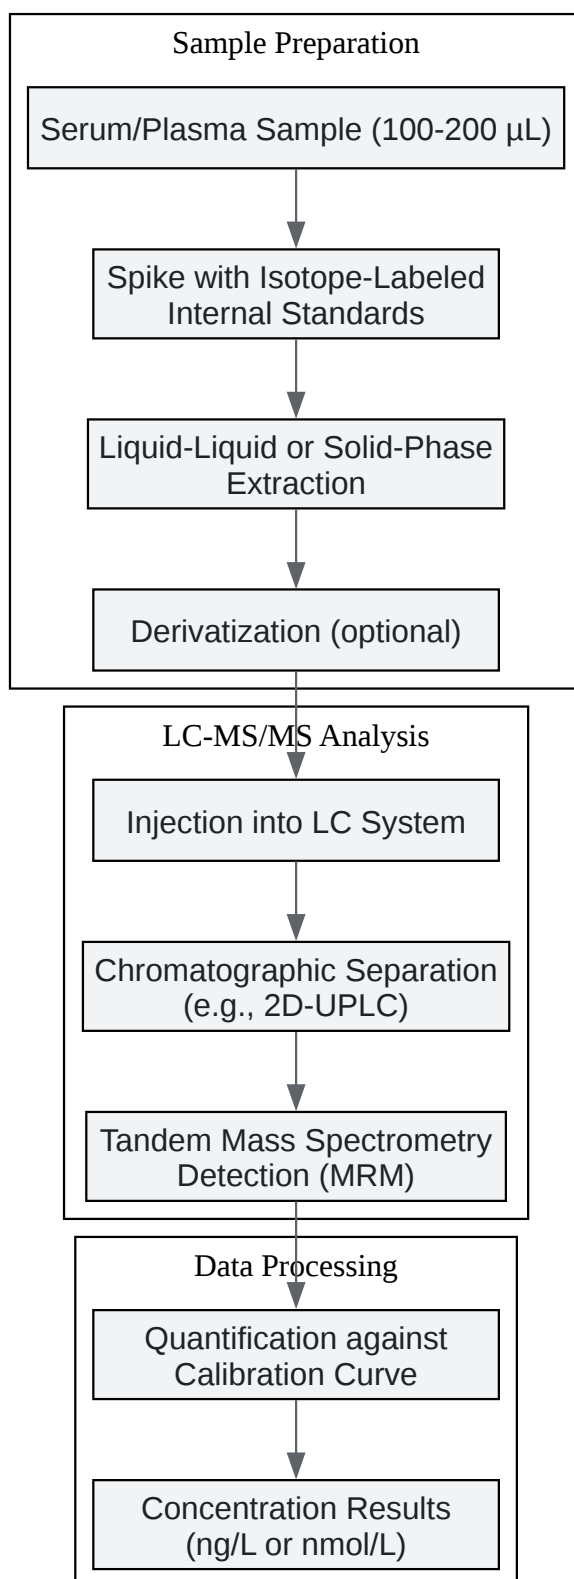 Sample Preparation
Serum/Plasma Sample (100-200 µL)
Spike with Isotope-Labeled
Internal Standards
Liquid-Liquid or Solid-Phase
Extraction
Derivatization (optional)
LC-MS/MS Analysis
Injection into LC System
Chromatographic Separation
(e.g., 2D-UPLC)
Tandem Mass Spectrometry
Detection (MRM)
Data Processing
Quantification against
Calibration Curve
Concentration Results
(ng/L or nmol/L)